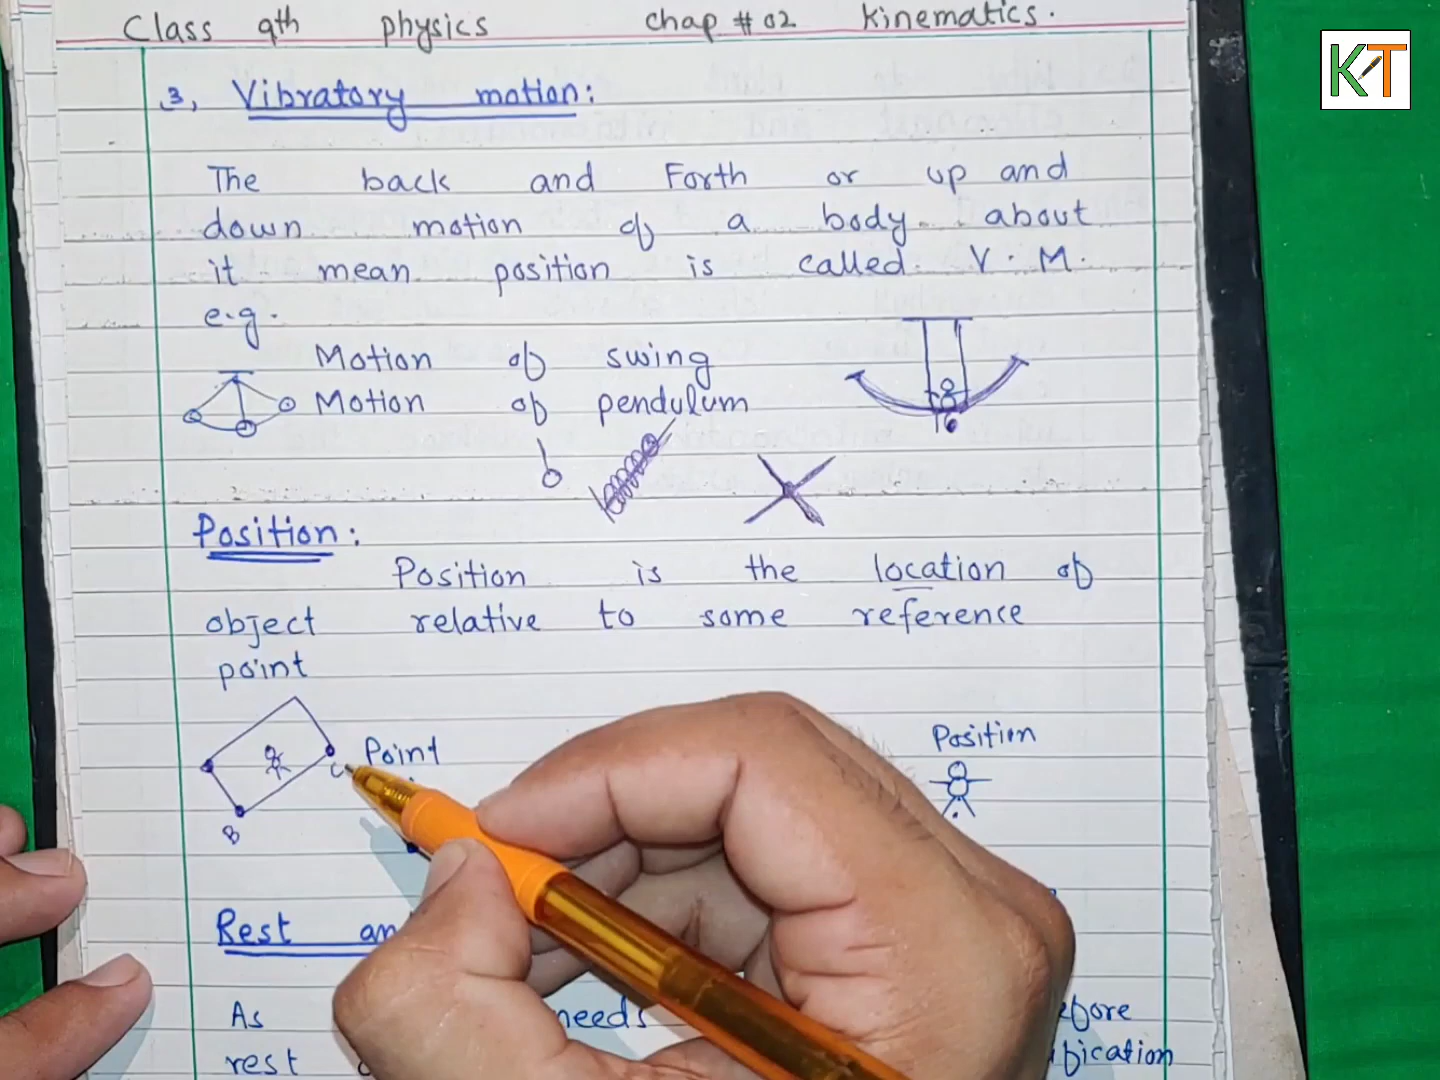 Class 9th physics chap # 02 Kinematics.
KT
3, Vibratory motion:
The back and Forth or up and
down motion of a body about
it mean position is called V.M.
e.g.
Motion of swing
Motion of pendulum
Position:
Position is the location of
object relative to some reference
point
Point
Position
C
B
Rest an
As needs
rest